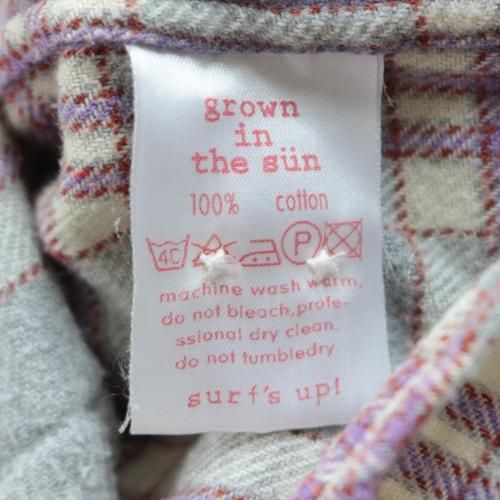 grown
in
the sün
100% cotton
40 P
machine wash warm,
do not bleach,profe-
ssional dry clean.
do not tumbledry.
surf's up!